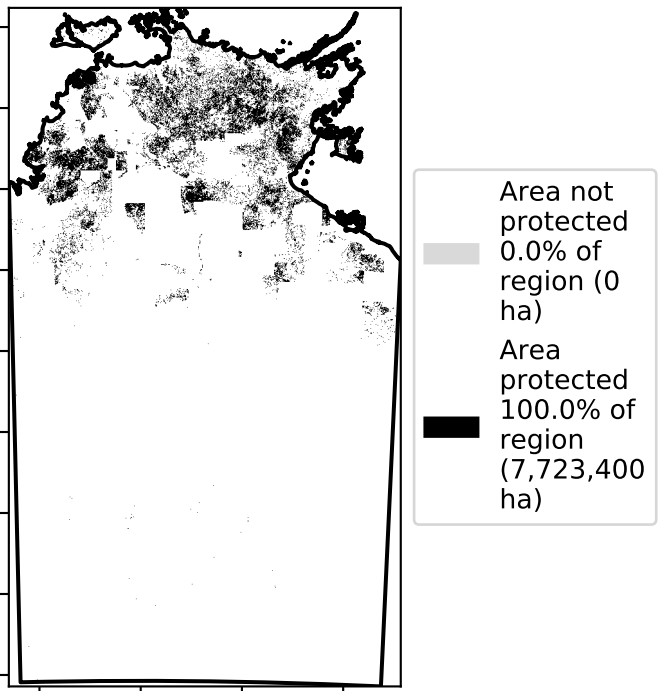 Area not
protected
0.0% of
region (0
ha)
Area
protected
100.0% of
region
(7,723,400
ha)